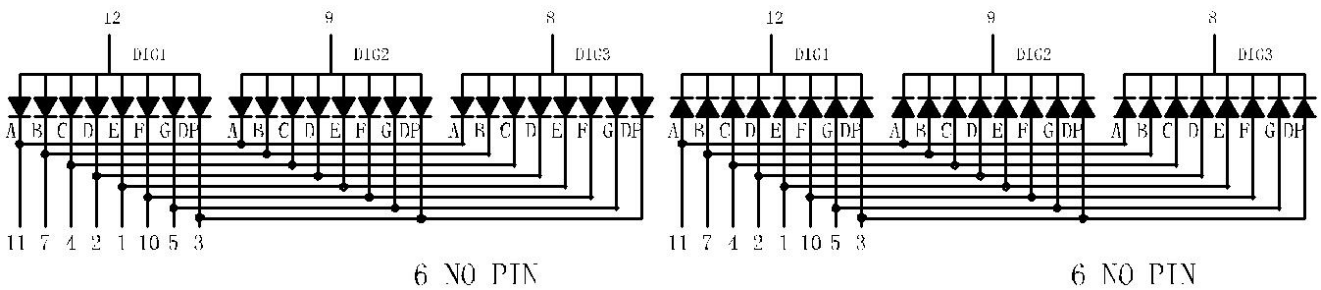 12 9 8 12 9 8
DIG1 DIG2 DIG3 DIG1 DIG2 DIG3
A B C D E F G DP A B C D E F G DP A B C D E F G DP A B C D E F G DP A B C D E F G DP A B C D E F G DP
11 7 4 2 1 10 5 3 11 7 4 2 1 10 5 3
6 NO PIN 6 NO PIN